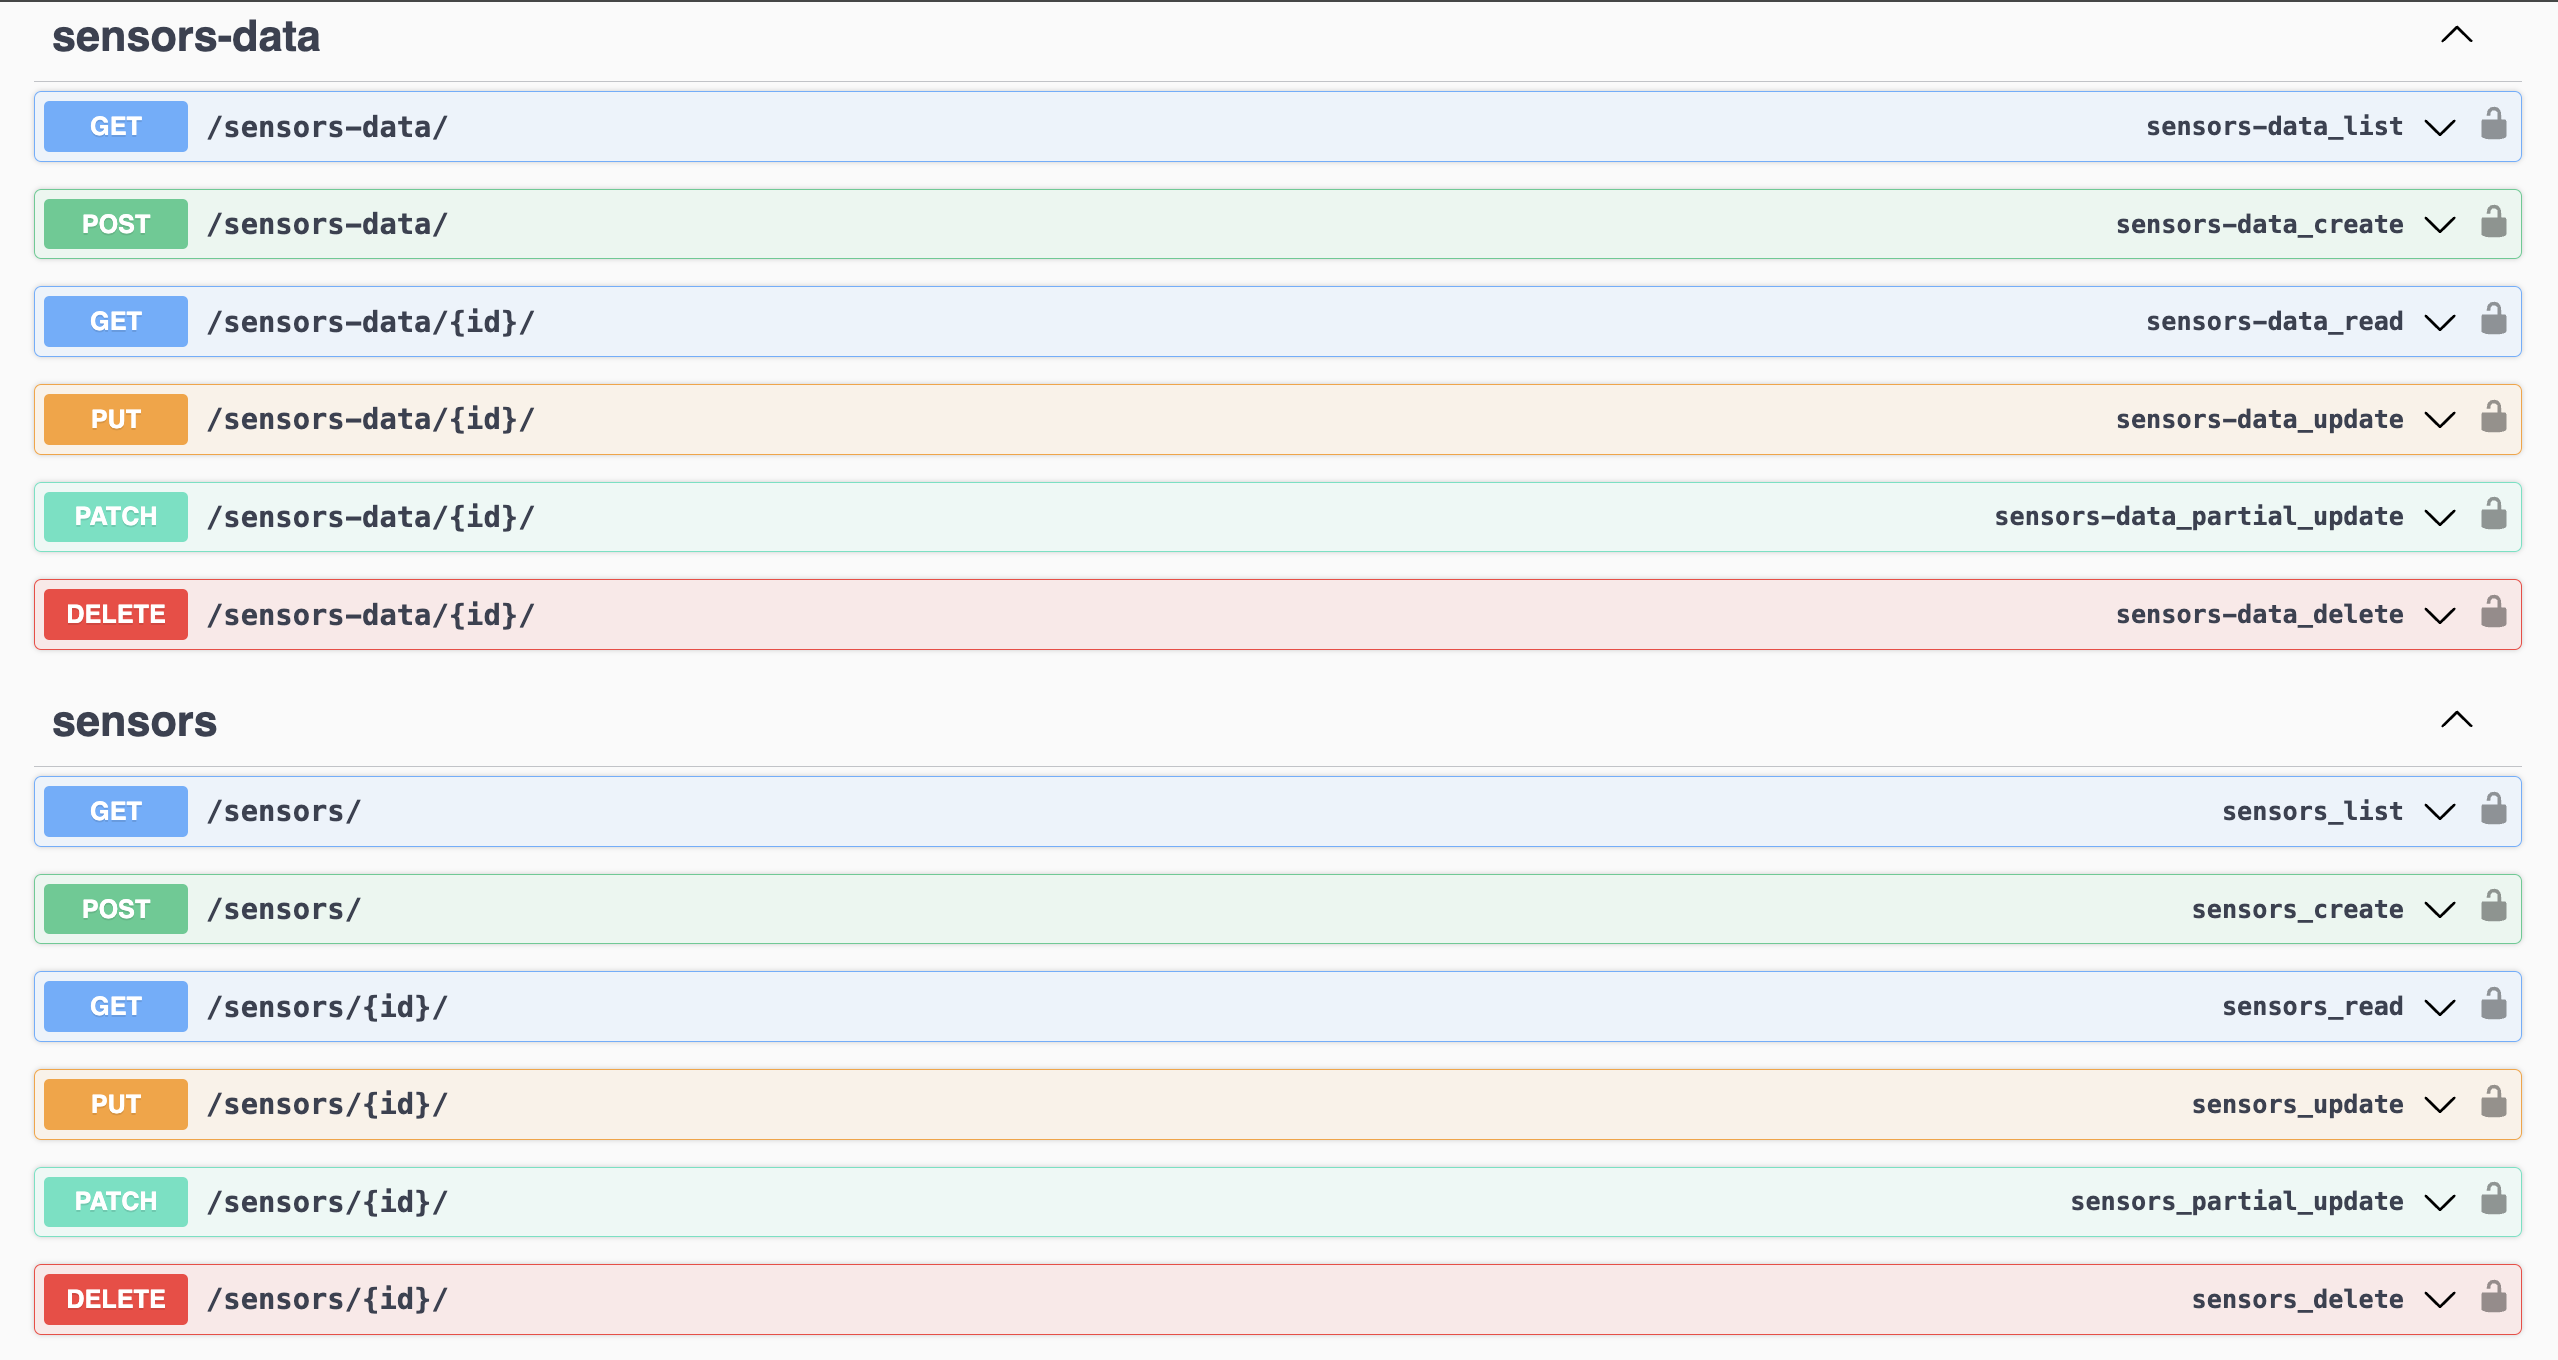 sensors-data
GET /sensors-data/ sensors-data_list
POST /sensors-data/ sensors-data_create
GET /sensors-data/{id}/ sensors-data_read
PUT /sensors-data/{id}/ sensors-data_update
PATCH /sensors-data/{id}/ sensors-data_partial_update
DELETE /sensors-data/{id}/ sensors-data_delete
sensors
GET /sensors/ sensors_list
POST /sensors/ sensors_create
GET /sensors/{id}/ sensors_read
PUT /sensors/{id}/ sensors_update
PATCH /sensors/{id}/ sensors_partial_update
DELETE /sensors/{id}/ sensors_delete